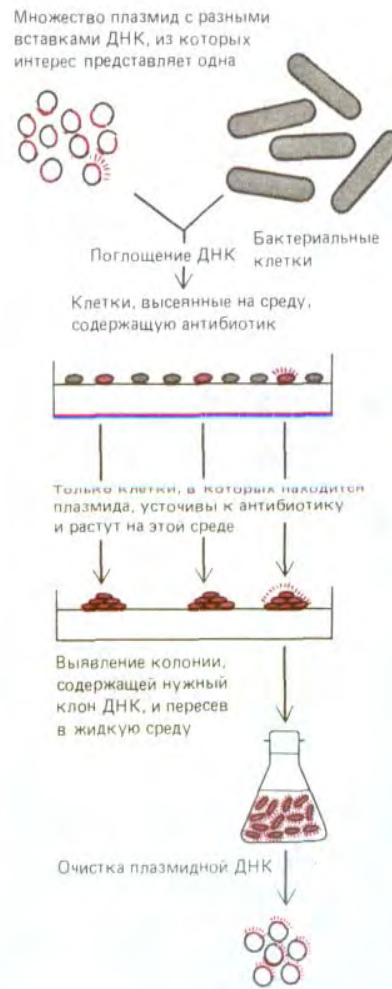 Множество плазмид с разными
вставками ДНК, из которых
интерес представляет одна
Поглощение ДНК
Бактериальные
клетки
Клетки, высеянные на среду,
содержащую антибиотик
Только клетки, в которых находится
плазмида, усточивы к антибиотику
и растут на этой среде
Выявление колонии,
содержащей нужный
клон ДНК, и пересев
в жидкую среду
Очистка плазмидной ДНК